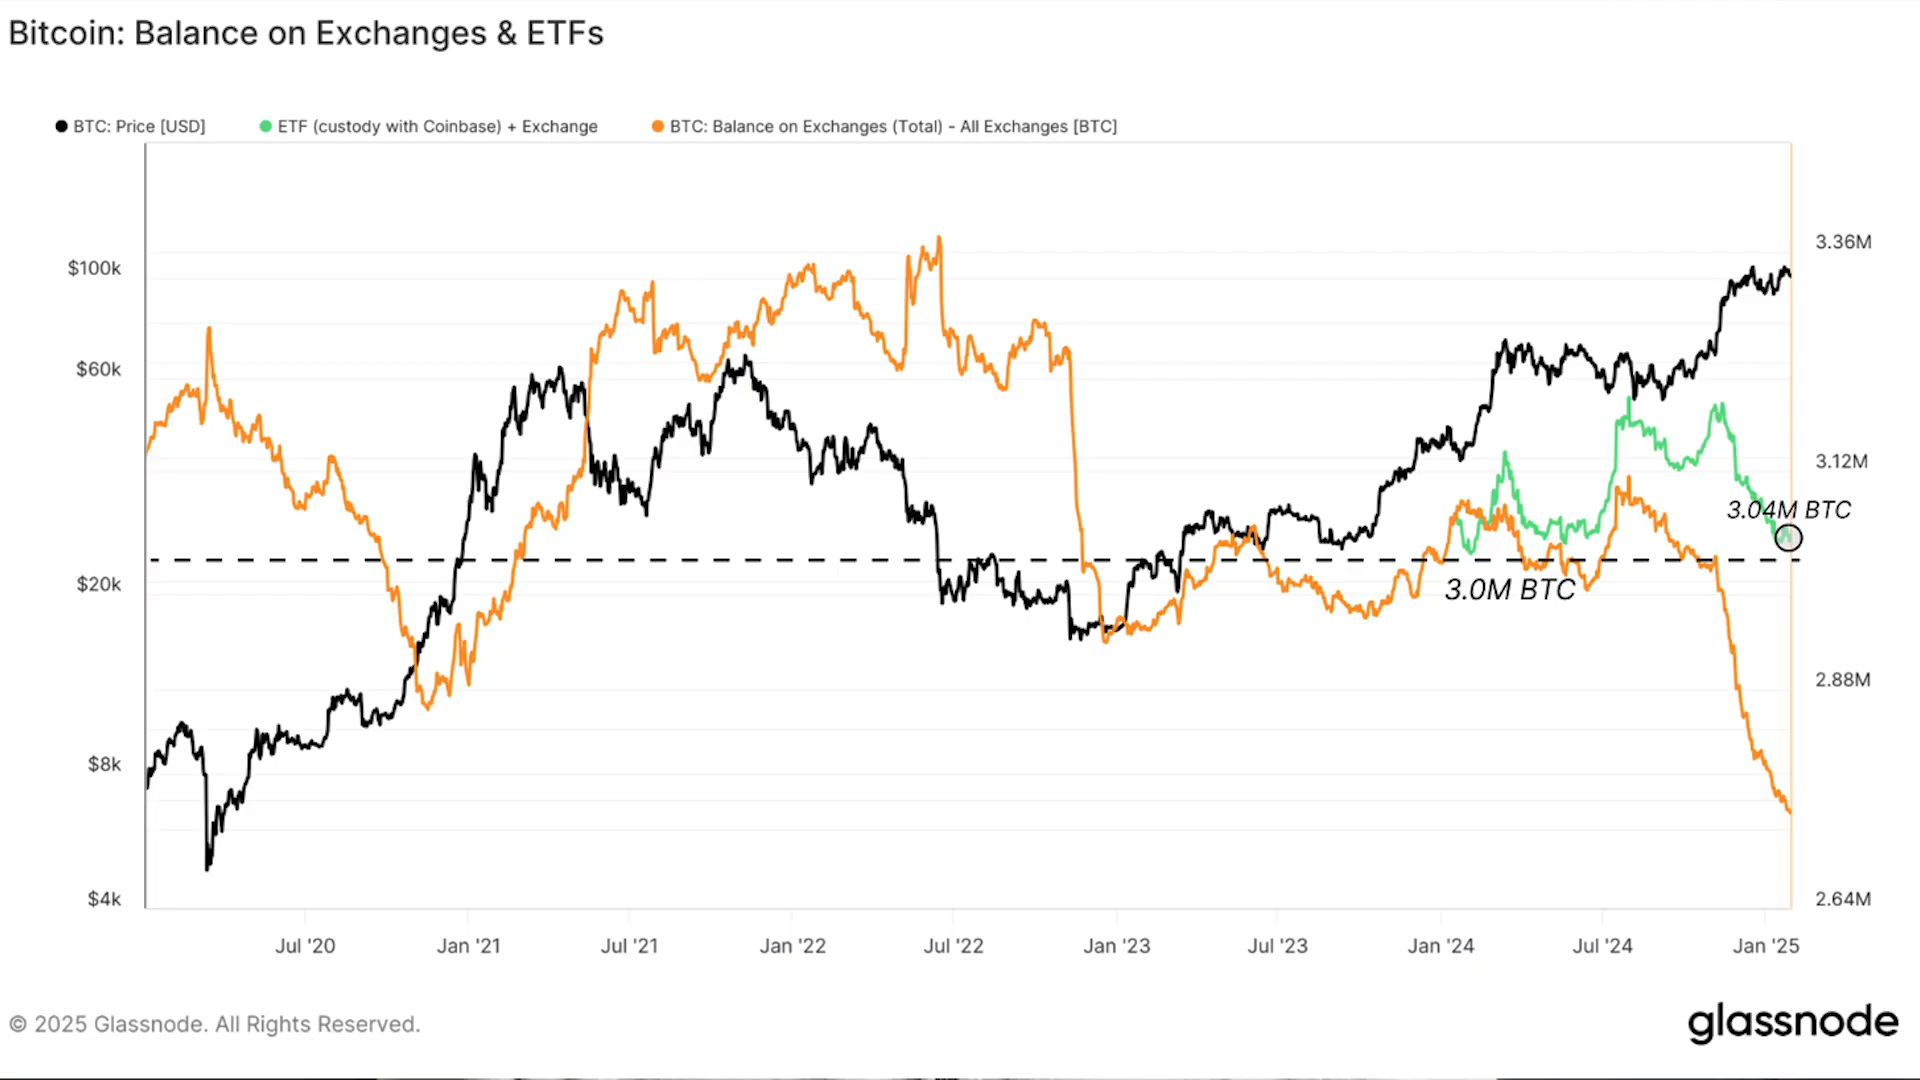 Bitcoin: Balance on Exchanges & ETFs
BTC: Price [USD] ETF (custody with Coinbase) + Exchange BTC: Balance on Exchanges (Total) - All Exchanges [BTC]
3.36M
$100k
$60k
3.12M
3.04M BTC
$20k
3.0M BTC
2.88M
$8k
$4k
2.64M
Jul '20 Jan '21 Jul '21 Jan '22 Jul '22 Jan '23 Jul '23 Jan '24 Jul '24 Jan '25
© 2025 Glassnode. All Rights Reserved.
glassnode